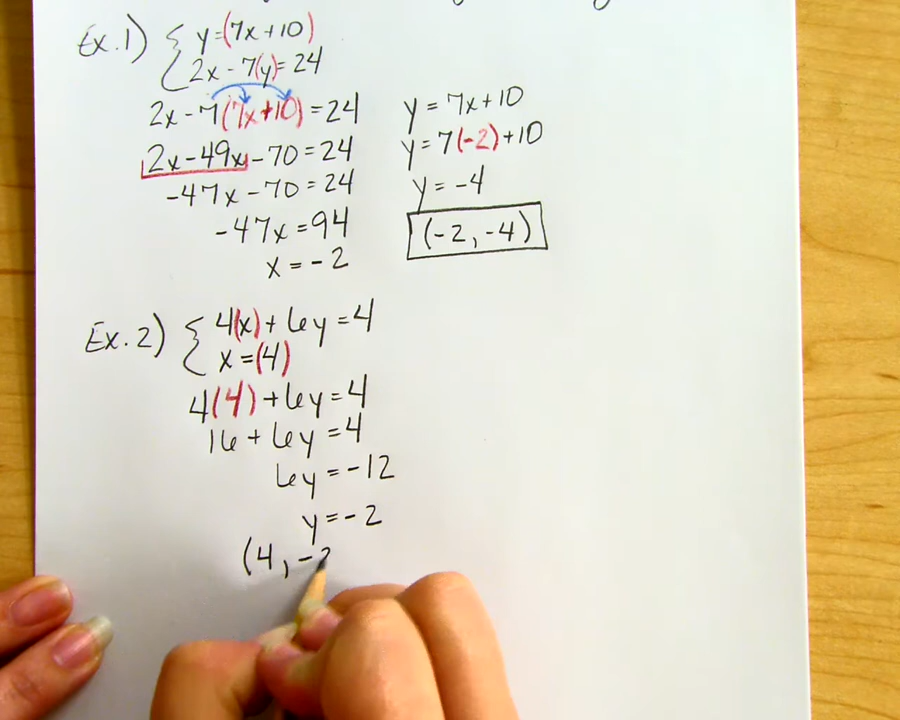 Ex. 1) { y = (7x + 10)
2x - 7(y) = 24
2x - 7(7x + 10) = 24
2x - 49x - 70 = 24
-47x - 70 = 24
-47x = 94
x = -2
y = 7x + 10
y = 7(-2) + 10
y = -4
(-2, -4)
Ex. 2) { 4(x) + 6y = 4
x = (4)
4(4) + 6y = 4
16 + 6y = 4
6y = -12
y = -2
(4, -2